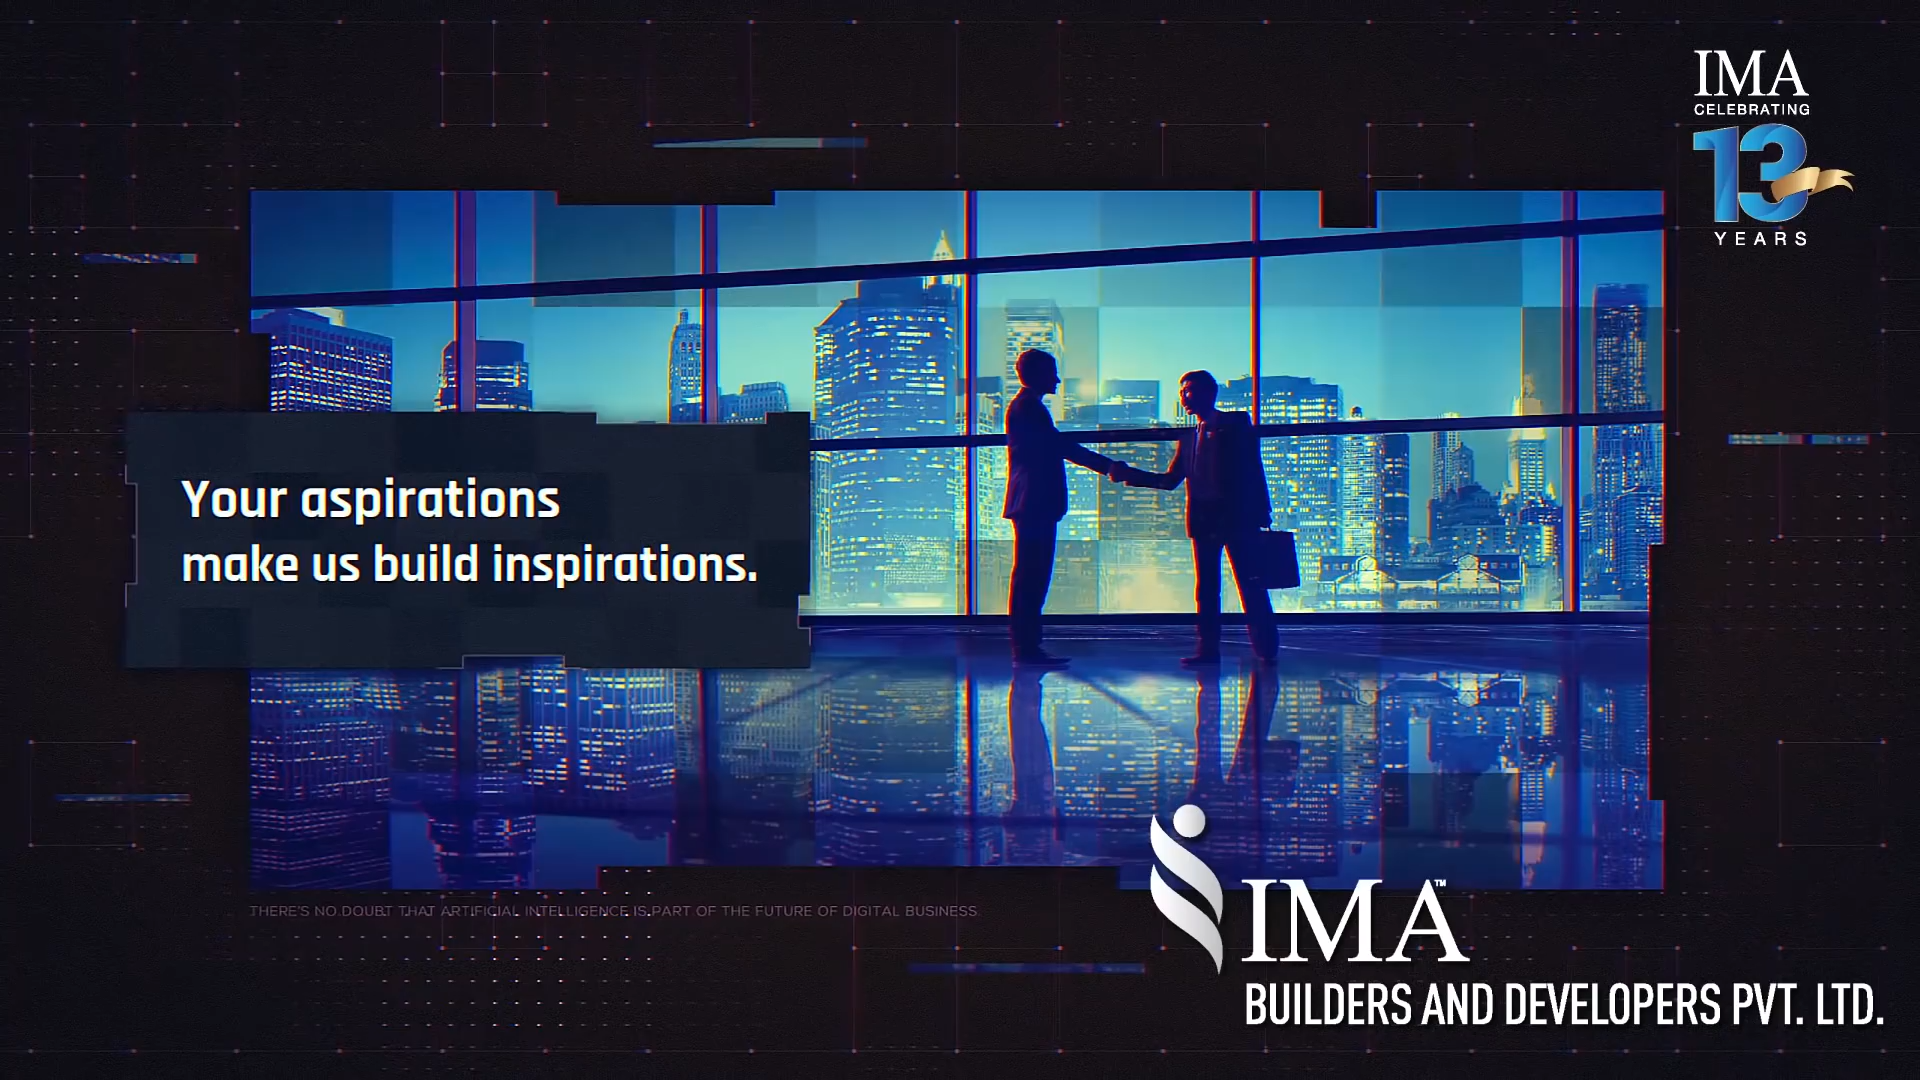 IMA
CELEBRATING
13
YEARS
Your aspirations
make us build inspirations.
THERE'S NO DOUBT THAT ARTIFICIAL INTELLIGENCE IS PART OF THE FUTURE OF DIGITAL BUSINESS
IMA™
BUILDERS AND DEVELOPERS PVT. LTD.